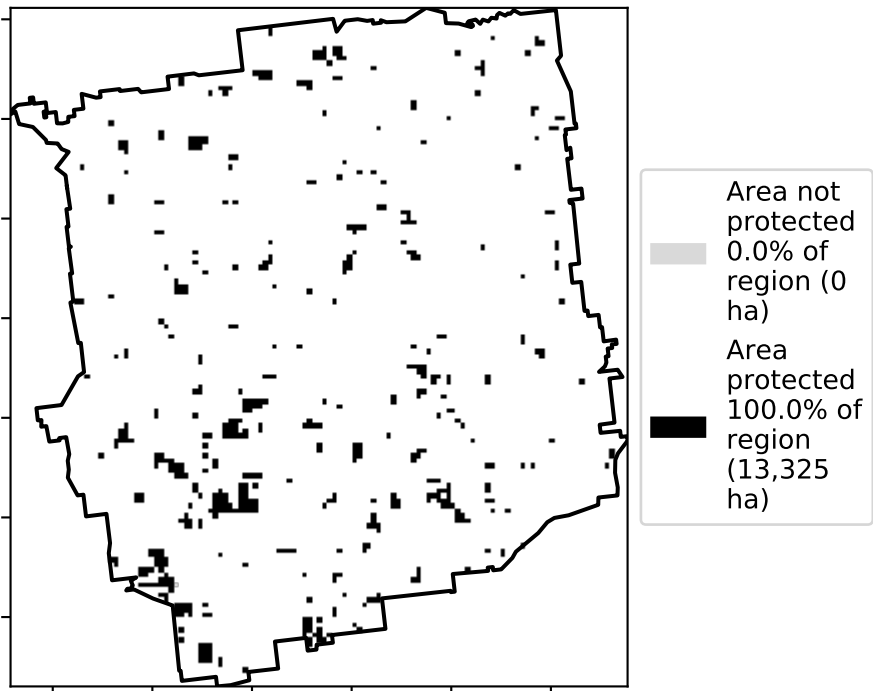 Area not
protected
0.0% of
region (0
ha)
Area
protected
100.0% of
region
(13,325
ha)